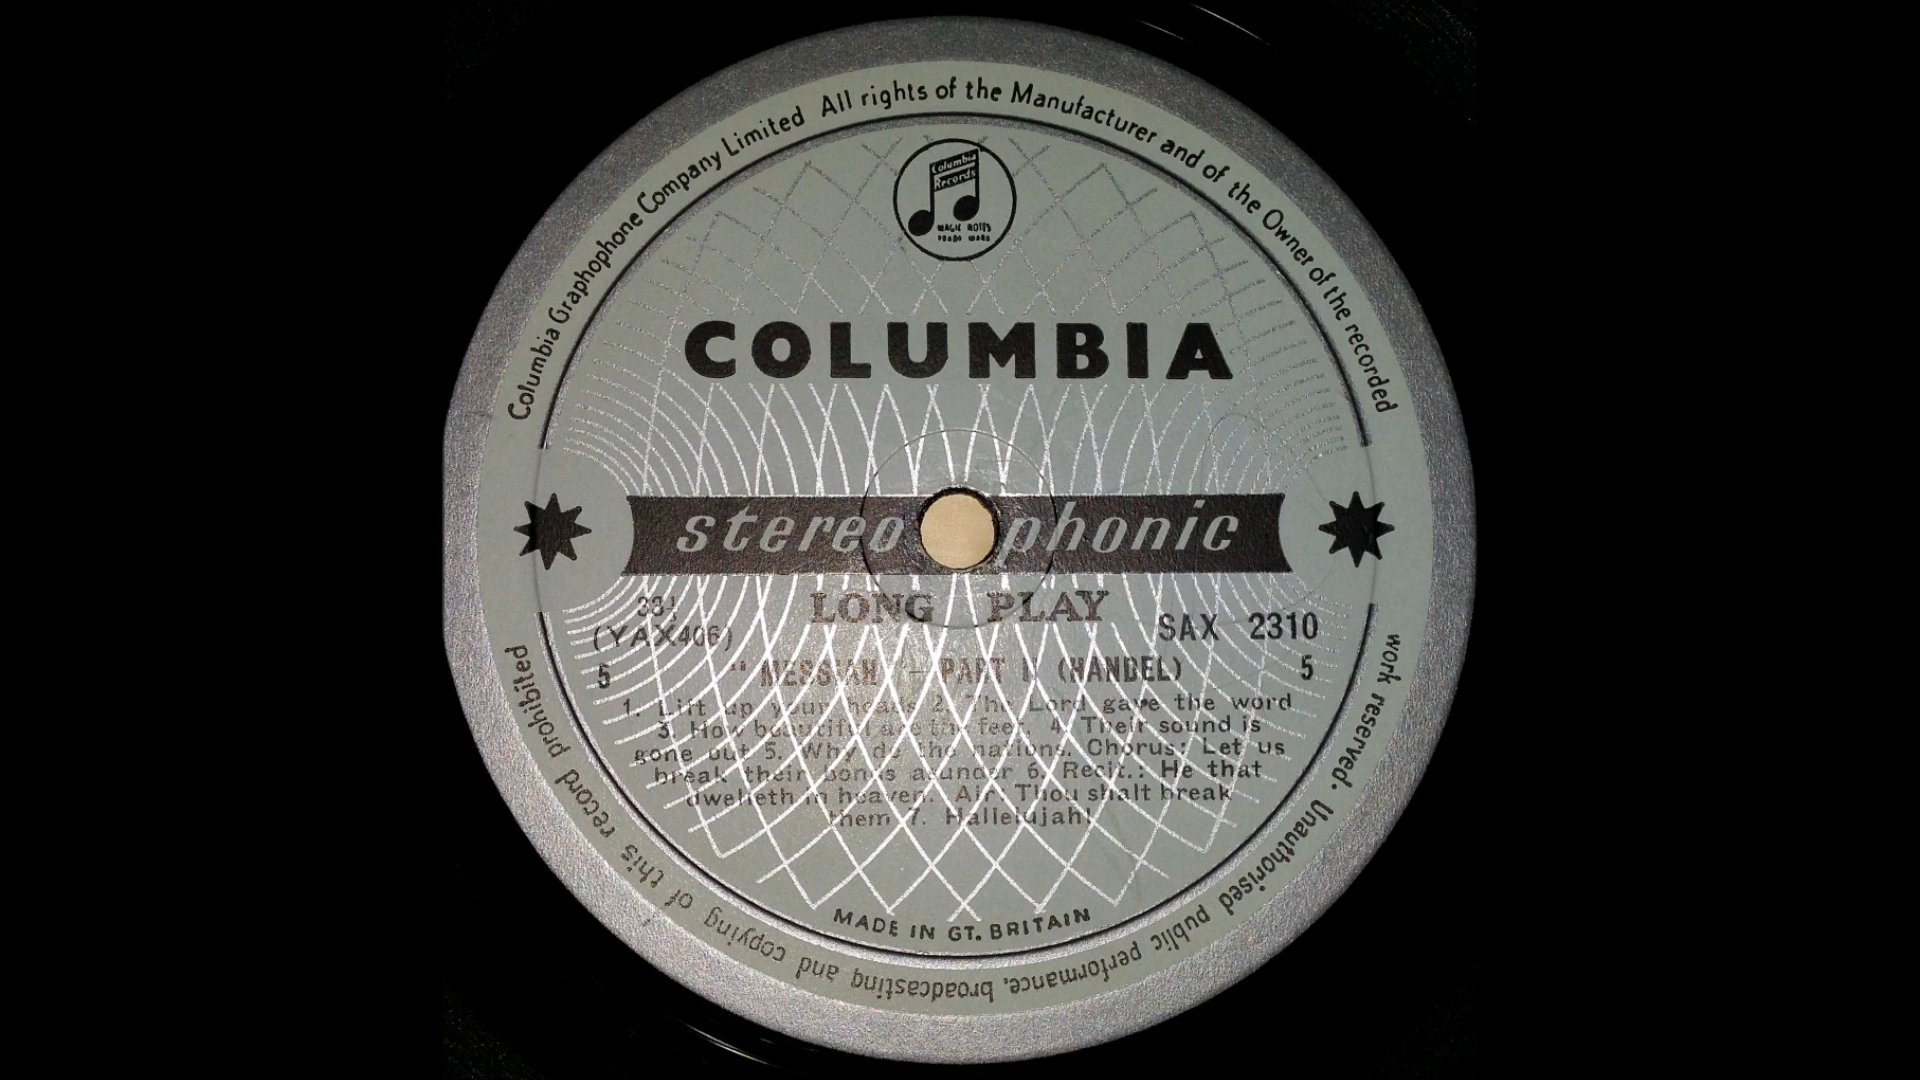 Columbia Graphophone Company Limited All rights of the Manufacturer and of the Owner of the recorded work reserved. Unauthorised public performance, broadcasting and copying of this record prohibited
Columbia
Records
MAGIC NOTES
TRADE MARK
COLUMBIA
stereophonic
LONG PLAY
33⅓
(YAX406)
SAX 2310
5 "MESSIAH" - PART II (HANDEL) 5
1. Lift up your heads 2. The Lord gave the word
3. How beautiful are the feet. 4. Their sound is
gone out 5. Why do the nations. Chorus: Let us
break their bonds asunder 6. Recit.: He that
dwelleth in heaven. Air: Thou shalt break
them 7. Hallelujah!
MADE IN GT. BRITAIN